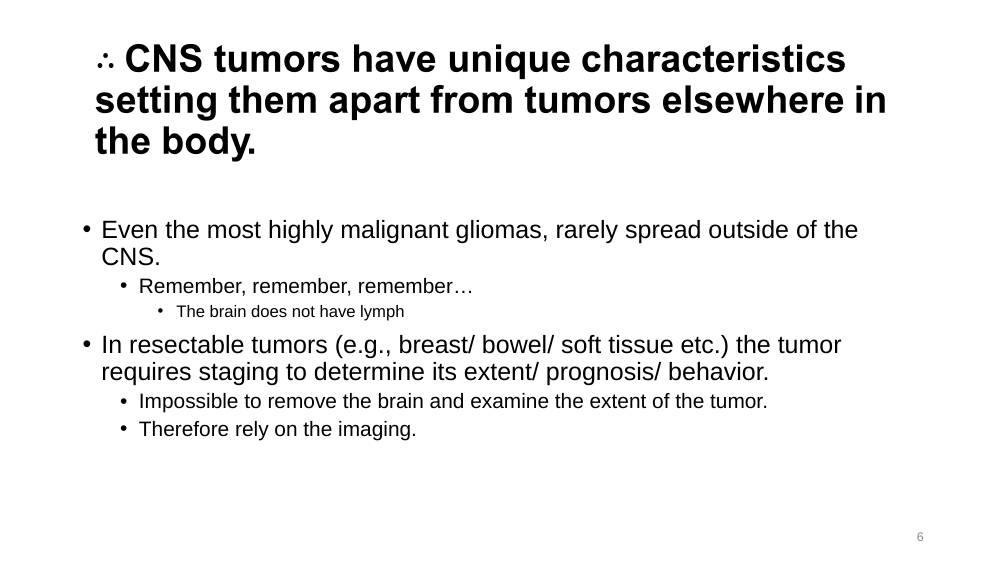 ∴ CNS tumors have unique characteristics
setting them apart from tumors elsewhere in
the body.
• Even the most highly malignant gliomas, rarely spread outside of the
CNS.
• Remember, remember, remember…
• The brain does not have lymph
• In resectable tumors (e.g., breast/ bowel/ soft tissue etc.) the tumor
requires staging to determine its extent/ prognosis/ behavior.
• Impossible to remove the brain and examine the extent of the tumor.
• Therefore rely on the imaging.
6